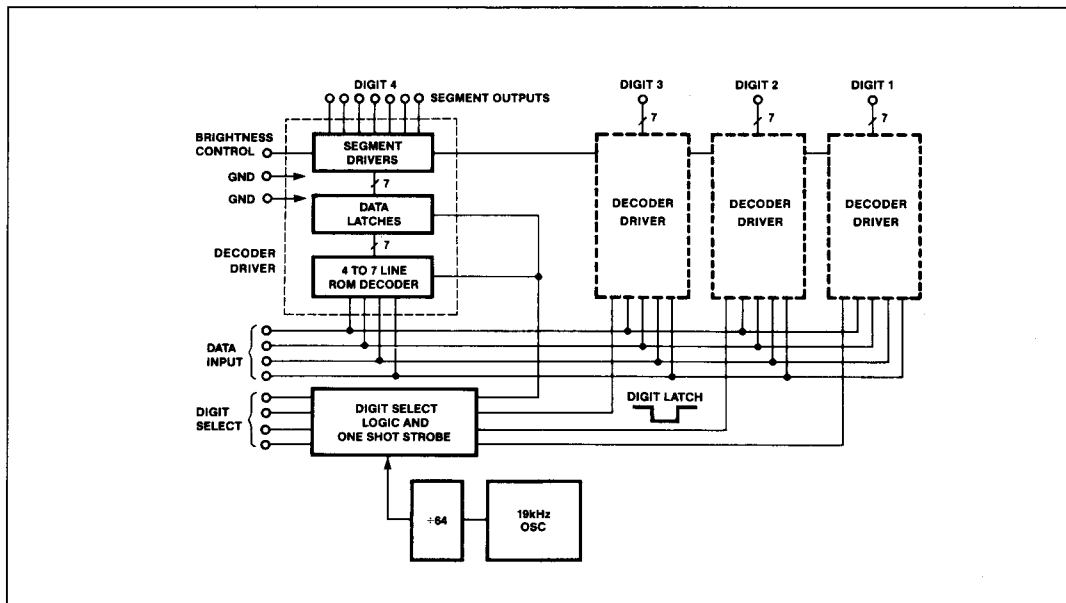 DIGIT 4
SEGMENT OUTPUTS
DIGIT 3
DIGIT 2
DIGIT 1
7
7
7
BRIGHTNESS
CONTROL
SEGMENT
DRIVERS
GND
7
GND
DATA
LATCHES
DECODER
DRIVER
DECODER
DRIVER
DECODER
DRIVER
7
DECODER
DRIVER
4 TO 7 LINE
ROM DECODER
DATA
INPUT
DIGIT
SELECT
DIGIT SELECT
LOGIC AND
ONE SHOT STROBE
DIGIT LATCH
÷64
19kHz
OSC